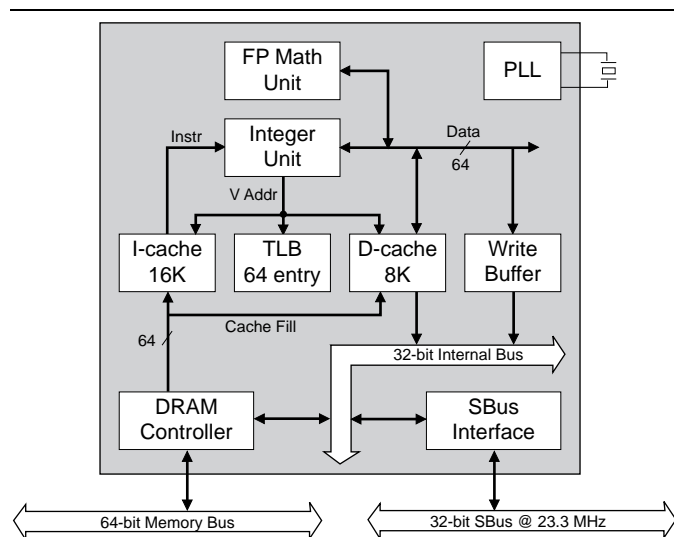 FP Math
Unit
PLL
Instr
Integer
Unit
Data
64
V Addr
I-cache
16K
TLB
64 entry
D-cache
8K
Write
Buffer
64
Cache Fill
32-bit Internal Bus
DRAM
Controller
SBus
Interface
64-bit Memory Bus
32-bit SBus @ 23.3 MHz